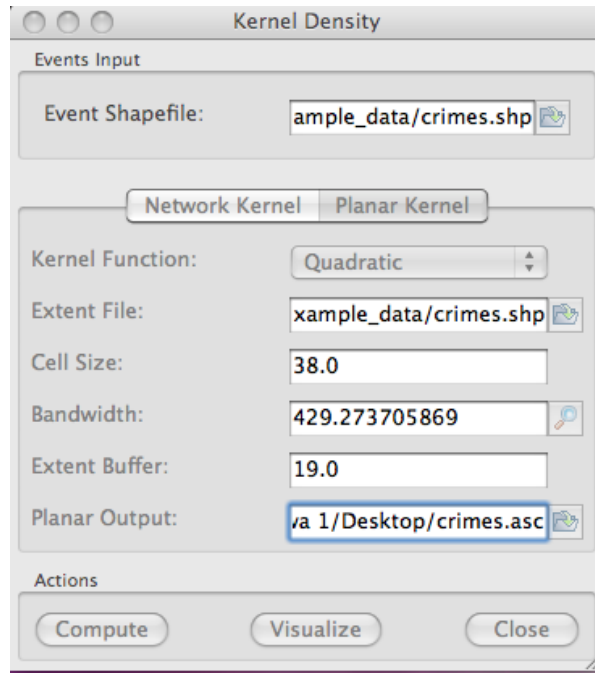 Kernel Density
Events Input
Event Shapefile: ample_data/crimes.shp
Network Kernel Planar Kernel
Kernel Function: Quadratic
Extent File: xample_data/crimes.shp
Cell Size: 38.0
Bandwidth: 429.273705869
Extent Buffer: 19.0
Planar Output: va 1/Desktop/crimes.asc
Actions
Compute Visualize Close